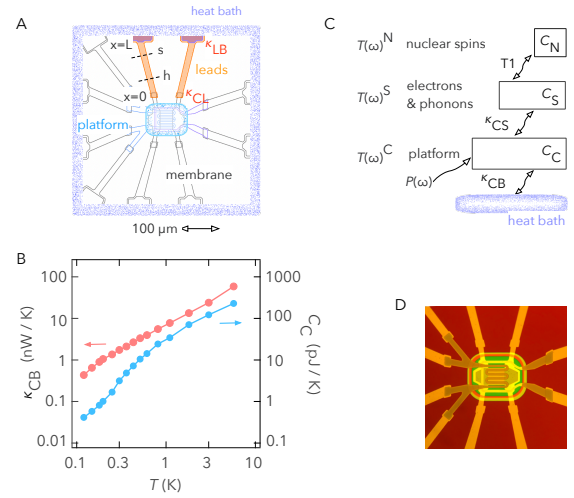 A
heat bath
x=L
s
κLB
leads
h
x=0
κCL
platform
membrane
100 μm
B
κCB (nW / K)
100
10
1
0.1
0.01
1000
100
10
1
0.1
CC (pJ / K)
0.1
0.3
1
3
10
T (K)
C
T(ω)N nuclear spins CN
T1
T(ω)S electrons & phonons CS
κCS
T(ω)C platform CC
P(ω)
κCB
heat bath
D